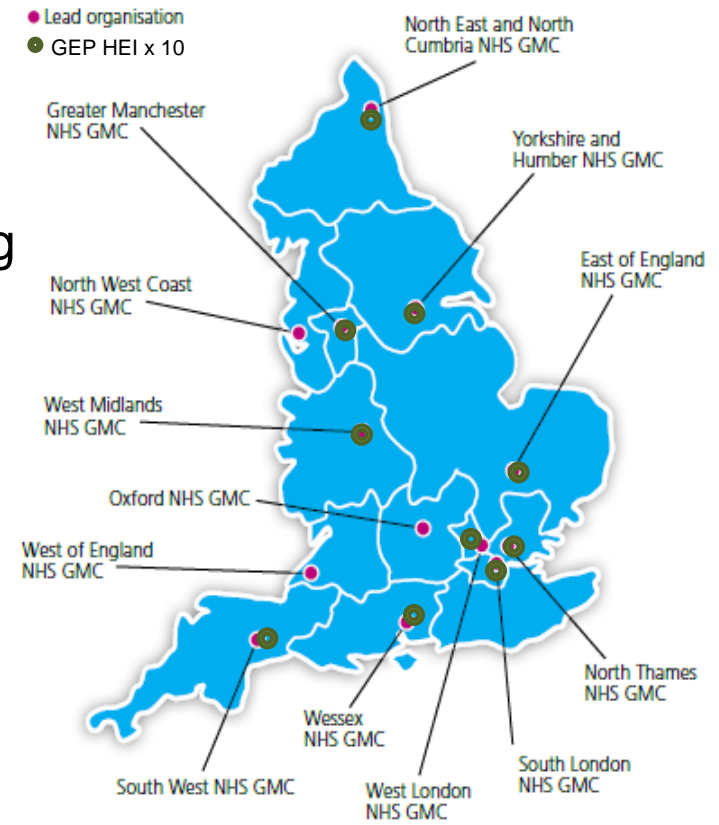 Lead organisation
GEP HEI x 10
North East and North
Cumbria NHS GMC
Greater Manchester
NHS GMC
Yorkshire and
Humber NHS GMC
g
East of England
NHS GMC
North West Coast
NHS GMC
West Midlands
NHS GMC
Oxford NHS GMC
West of England
NHS GMC
North Thames
NHS GMC
Wessex
NHS GMC
South London
NHS GMC
South West NHS GMC
West London
NHS GMC